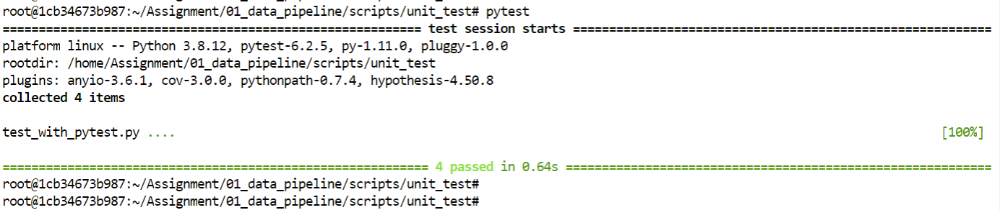 root@1cb34673b987:~/Assignment/01_data_pipeline/scripts/unit_test# pytest
========================================================== test session starts ==========================================================
platform linux -- Python 3.8.12, pytest-6.2.5, py-1.11.0, pluggy-1.0.0
rootdir: /home/Assignment/01_data_pipeline/scripts/unit_test
plugins: anyio-3.6.1, cov-3.0.0, pythonpath-0.7.4, hypothesis-4.50.8
collected 4 items
test_with_pytest.py .... [100%]
=========================================================== 4 passed in 0.64s ===========================================================
root@1cb34673b987:~/Assignment/01_data_pipeline/scripts/unit_test#
root@1cb34673b987:~/Assignment/01_data_pipeline/scripts/unit_test#